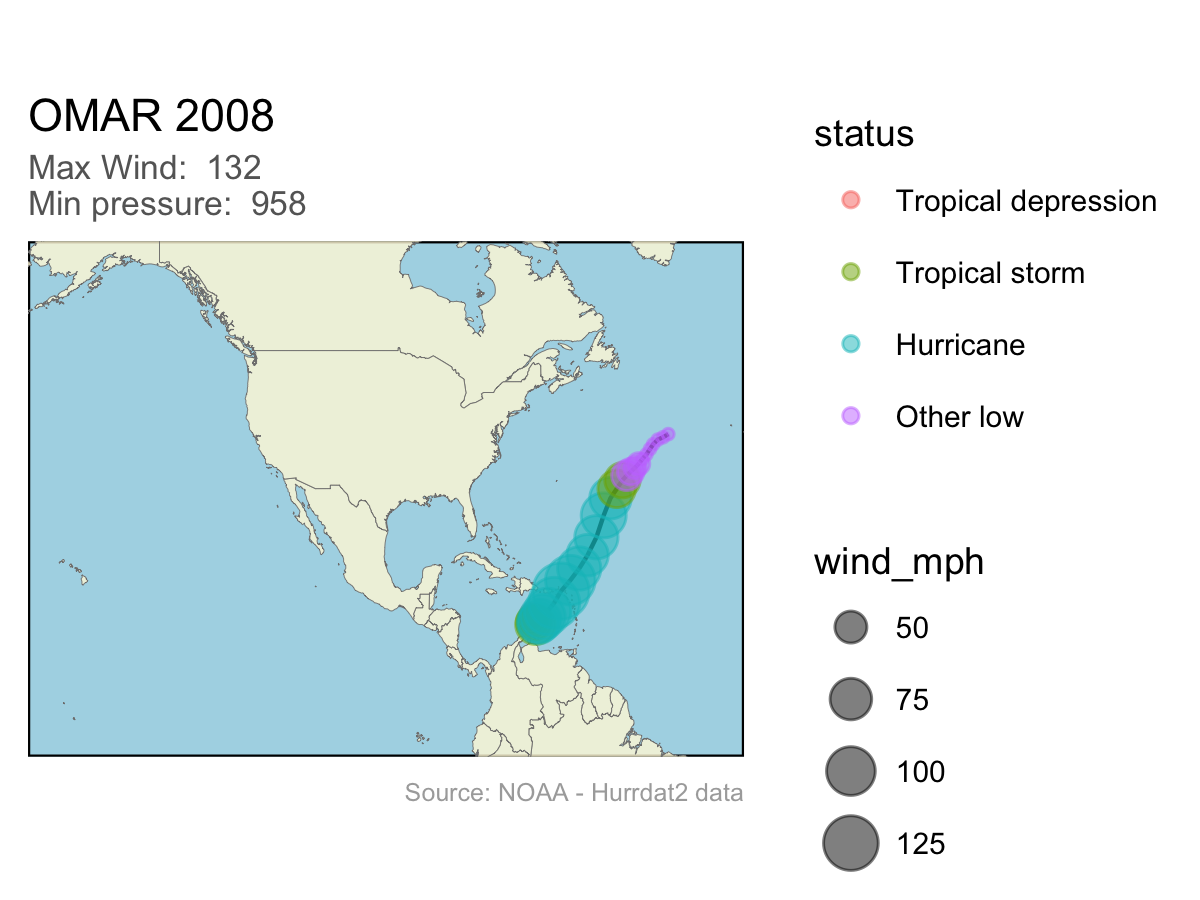 OMAR 2008
Max Wind:  132
Min pressure:  958
Source: NOAA - Hurrdat2 data
status
Tropical depression
Tropical storm
Hurricane
Other low
wind_mph
50
75
100
125